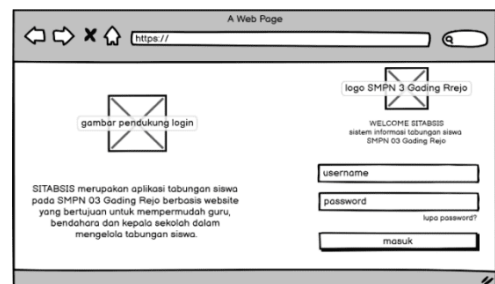 A Web Page
https://
gambar pendukung login
SITABSIS merupakan aplikasi tabungan siswa
pada SMPN 03 Gading Rejo berbasis website
yang bertujuan untuk mempermudah guru,
bendahara dan kepala sekolah dalam
mengelola tabungan siswa.
logo SMPN 3 Gading Rrejo
WELCOME SITABSIS
sistem informasi tabungan siswa
SMPN 03 Gading Rejo
username
password
lupa password?
masuk